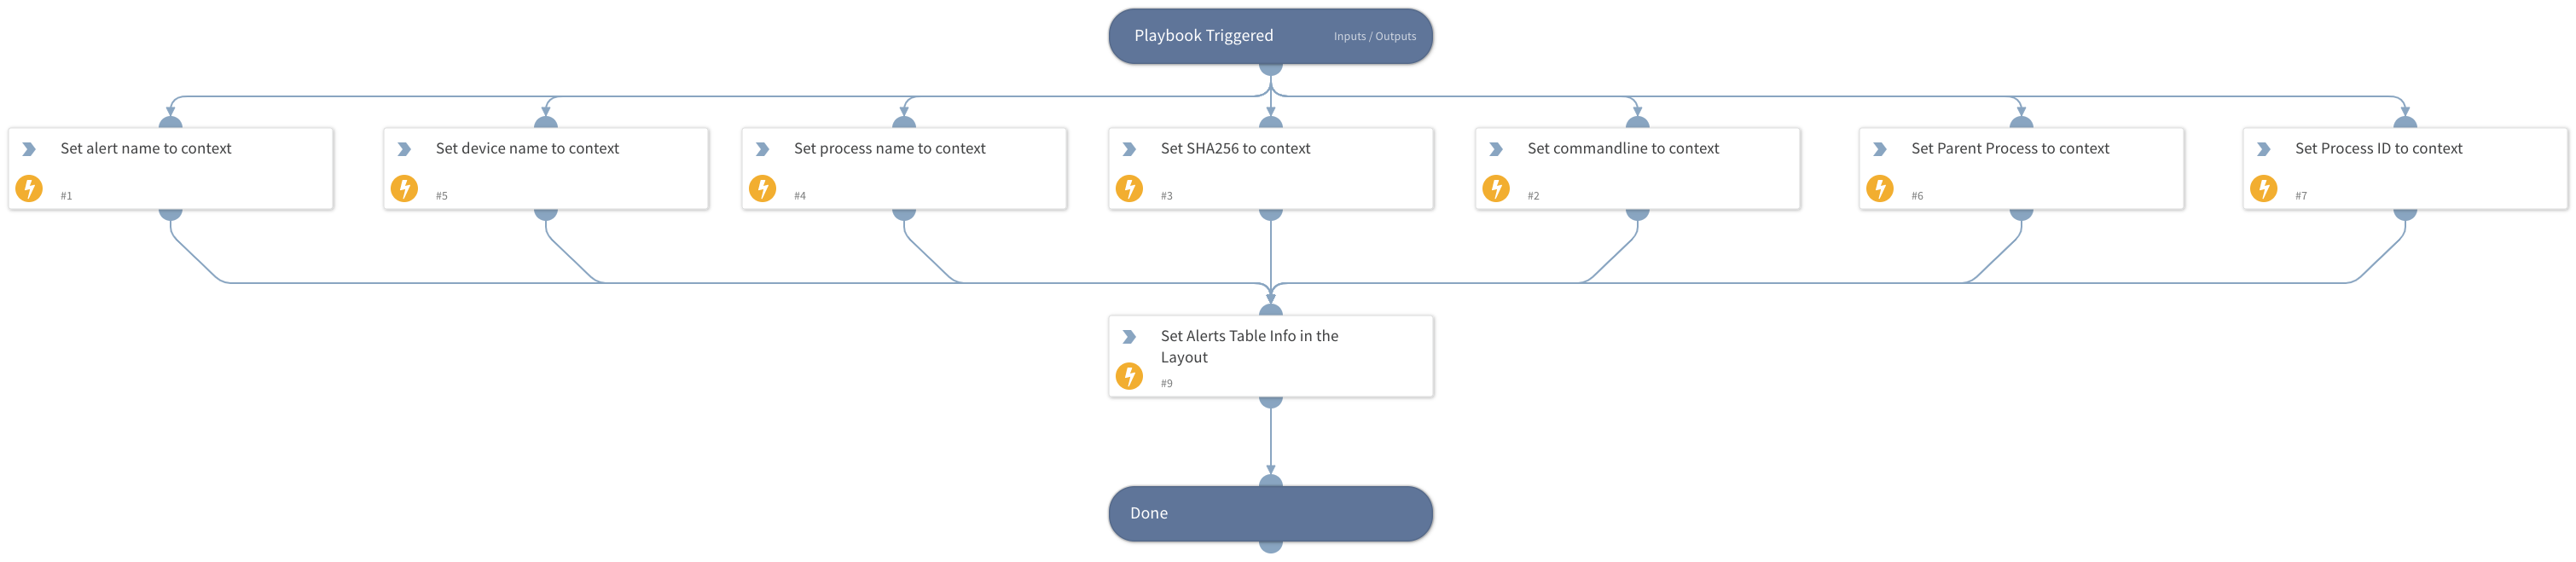 Playbook Triggered
Inputs / Outputs
Set alert name to context
#1
Set device name to context
#5
Set process name to context
#4
Set SHA256 to context
#3
Set commandline to context
#2
Set Parent Process to context
#6
Set Process ID to context
#7
Set Alerts Table Info in the
Layout
#9
Done